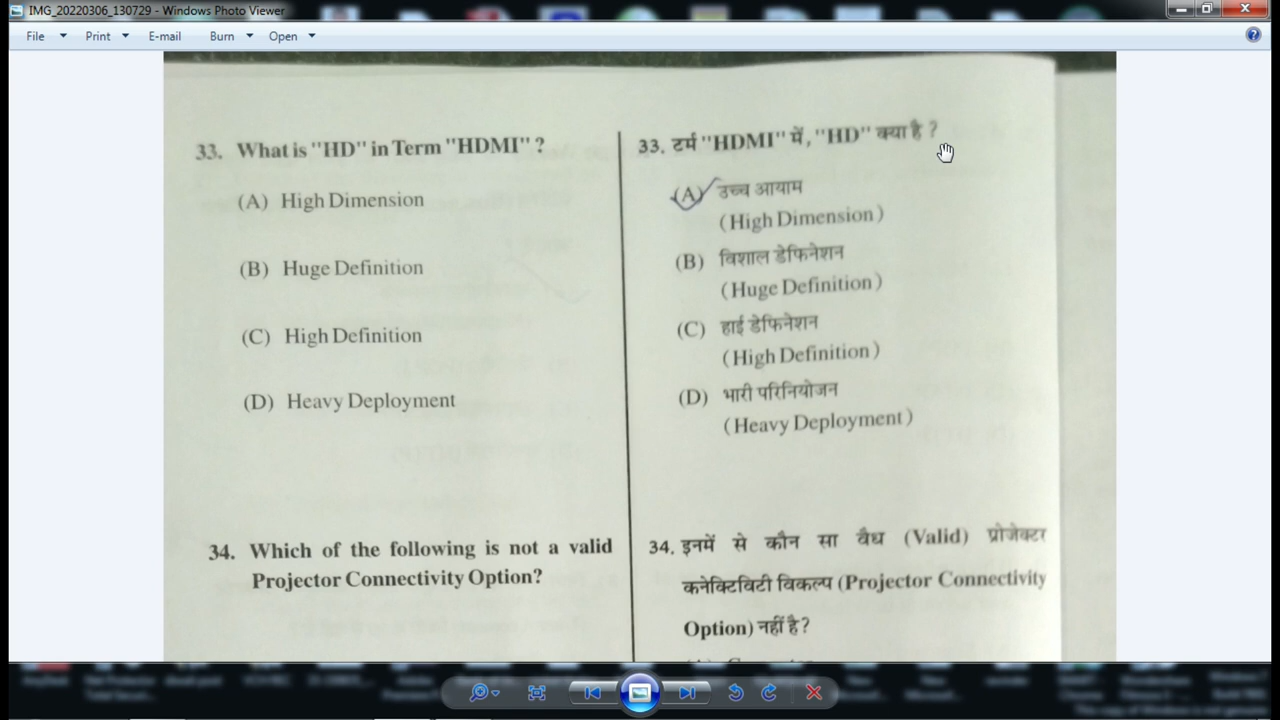 IMG_20220306_130729 - Windows Photo Viewer
File Print E-mail Burn Open
33. What is "HD" in Term "HDMI" ?
(A) High Dimension
(B) Huge Definition
(C) High Definition
(D) Heavy Deployment
34. Which of the following is not a valid
Projector Connectivity Option?
33. टर्म "HDMI" में, "HD" क्या है ?
(A) उच्च आयाम
(High Dimension)
(B) विशाल डेफिनेशन
(Huge Definition)
(C) हाई डेफिनेशन
(High Definition)
(D) भारी परिनियोजन
(Heavy Deployment)
34. इनमें से कौन सा वैध (Valid) प्रोजेक्टर
कनेक्टिविटी विकल्प (Projector Connectivity
Option) नहीं है?